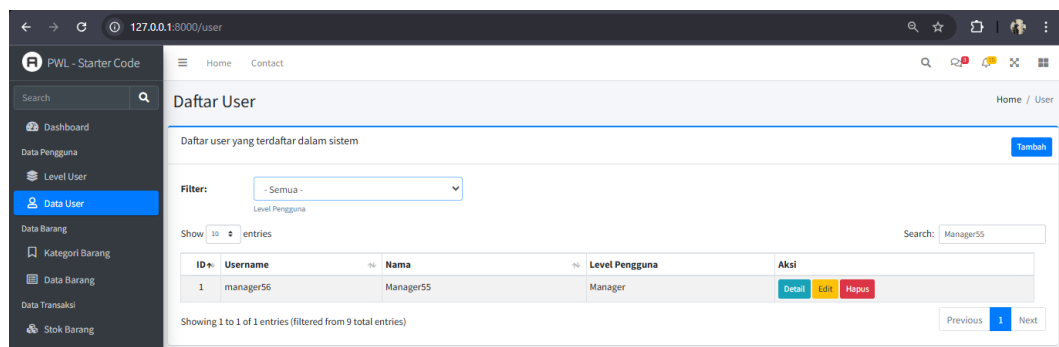 127.0.0.1:8000/user
PWL - Starter Code
Home Contact
Search
Daftar User
Home / User
Dashboard
Data Pengguna
Level User
Data User
Data Barang
Kategori Barang
Data Barang
Data Transaksi
Stok Barang
Daftar user yang terdaftar dalam sistem
Tambah
Filter:
- Semua -
Level Pengguna
Show 10 entries
Search: Manager55
ID Username Nama Level Pengguna Aksi
1 manager56 Manager55 Manager Detail Edit Hapus
Showing 1 to 1 of 1 entries (filtered from 9 total entries)
Previous 1 Next